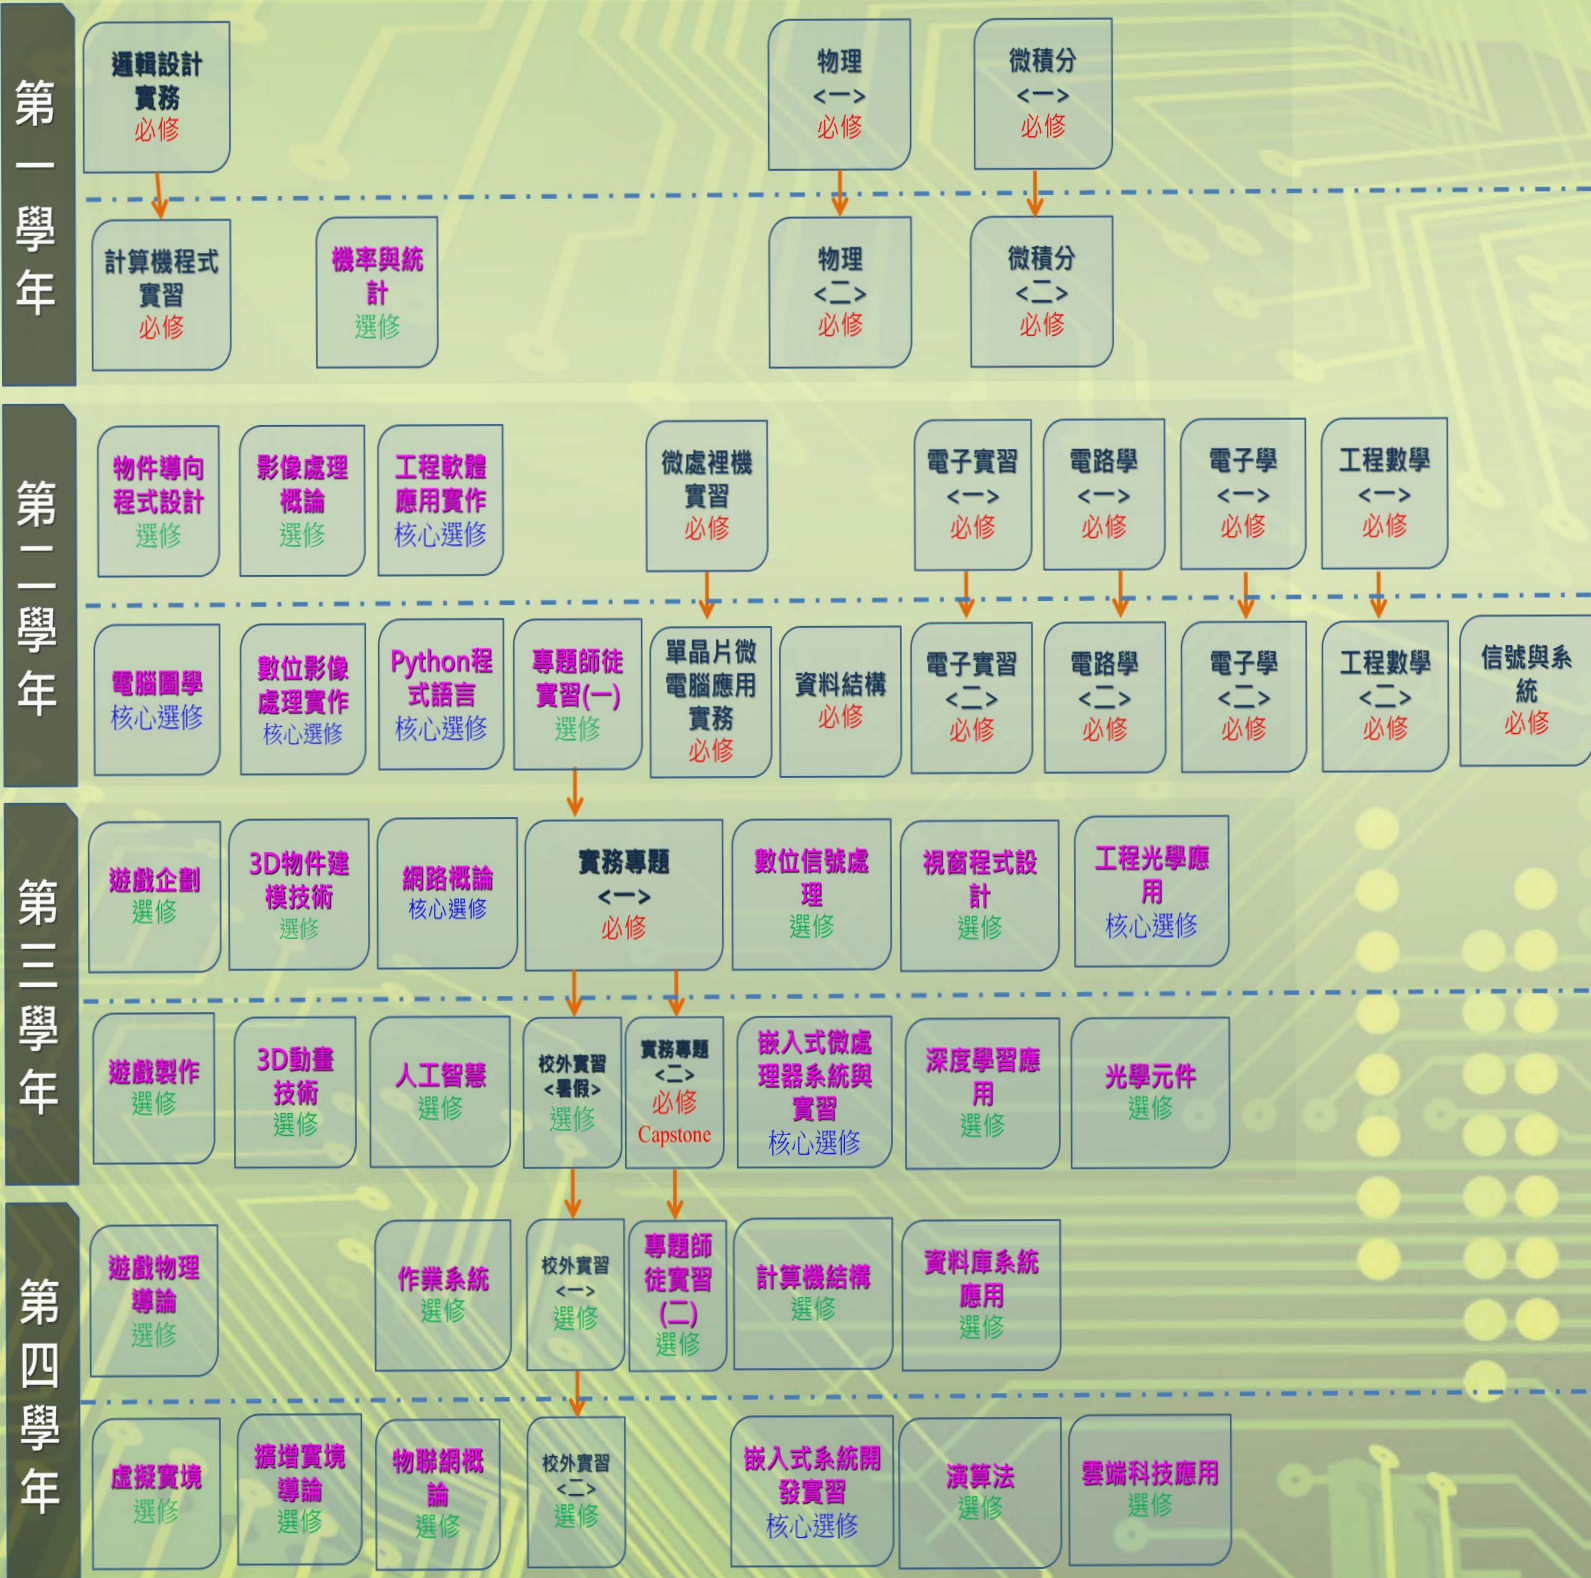 第一學年
邏輯設計
實務
必修
物理
<一>
必修
微積分
<一>
必修
計算機程式
實習
必修
機率與統
計
選修
物理
<二>
必修
微積分
<二>
必修
第二學年
物件導向
程式設計
選修
影像處理
概論
選修
工程軟體
應用實作
核心選修
微處裡機
實習
必修
電子實習
<一>
必修
電路學
<一>
必修
電子學
<一>
必修
工程數學
<一>
必修
電腦圖學
核心選修
數位影像
處理實作
核心選修
Python程
式語言
核心選修
專題師徒
實習(一)
選修
單晶片微
電腦應用
實務
必修
資料結構
必修
電子實習
<二>
必修
電路學
<二>
必修
電子學
<二>
必修
工程數學
<二>
必修
信號與系
統
必修
第三學年
遊戲企劃
選修
3D物件建
模技術
選修
網路概論
核心選修
實務專題
<一>
必修
數位信號處
理
選修
視窗程式設
計
選修
工程光學應
用
核心選修
遊戲製作
選修
3D動畫
技術
選修
人工智慧
選修
校外實習
<暑假>
選修
實務專題
<二>
必修
Capstone
嵌入式微處
理器系統與
實習
核心選修
深度學習應
用
選修
光學元件
選修
第四學年
遊戲物理
導論
選修
作業系統
選修
校外實習
<一>
選修
專題師
徒實習
(二)
選修
計算機結構
選修
資料庫系統
應用
選修
虛擬實境
選修
擴增實境
導論
選修
物聯網概
論
選修
校外實習
<二>
選修
嵌入式系統開
發實習
核心選修
演算法
選修
雲端科技應用
選修